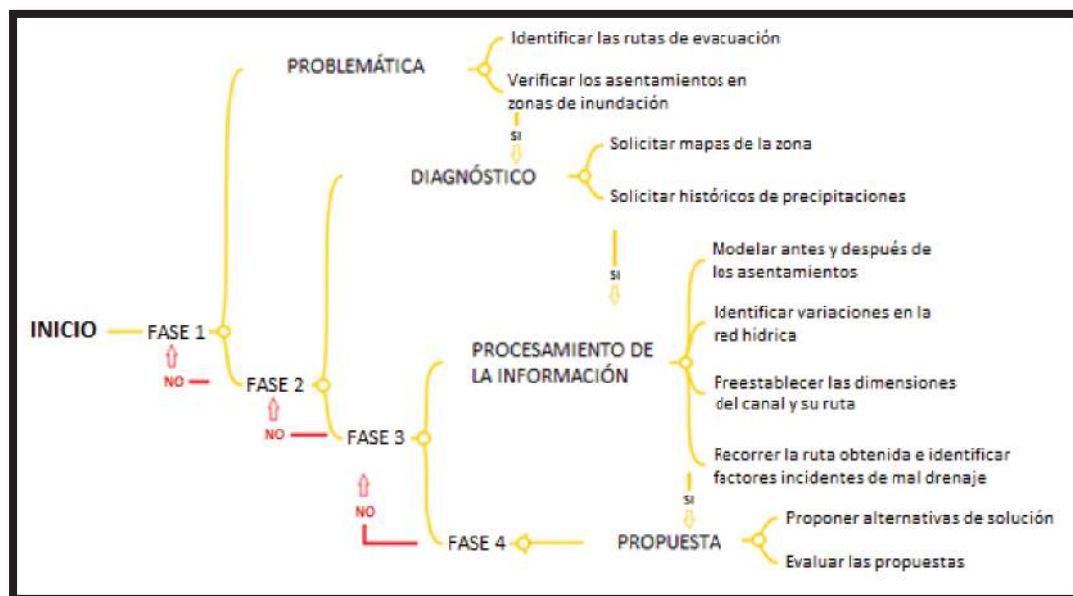 Identificar las rutas de evacuación
PROBLEMÁTICA
Verificar los asentamientos en
zonas de inundación
SI
Solicitar mapas de la zona
DIAGNÓSTICO
Solicitar históricos de precipitaciones
SI
Modelar antes y después de
los asentamientos
INICIO
FASE 1
Identificar variaciones en la
red hídrica
PROCESAMIENTO DE
LA INFORMACIÓN
NO
FASE 2
Freestablecer las dimensiones
del canal y su ruta
NO
FASE 3
Recorrer la ruta obtenida e identificar
factores incidentes de mal drenaje
SI
NO
FASE 4
PROPUESTA
Proponer alternativas de solución
Evaluar las propuestas